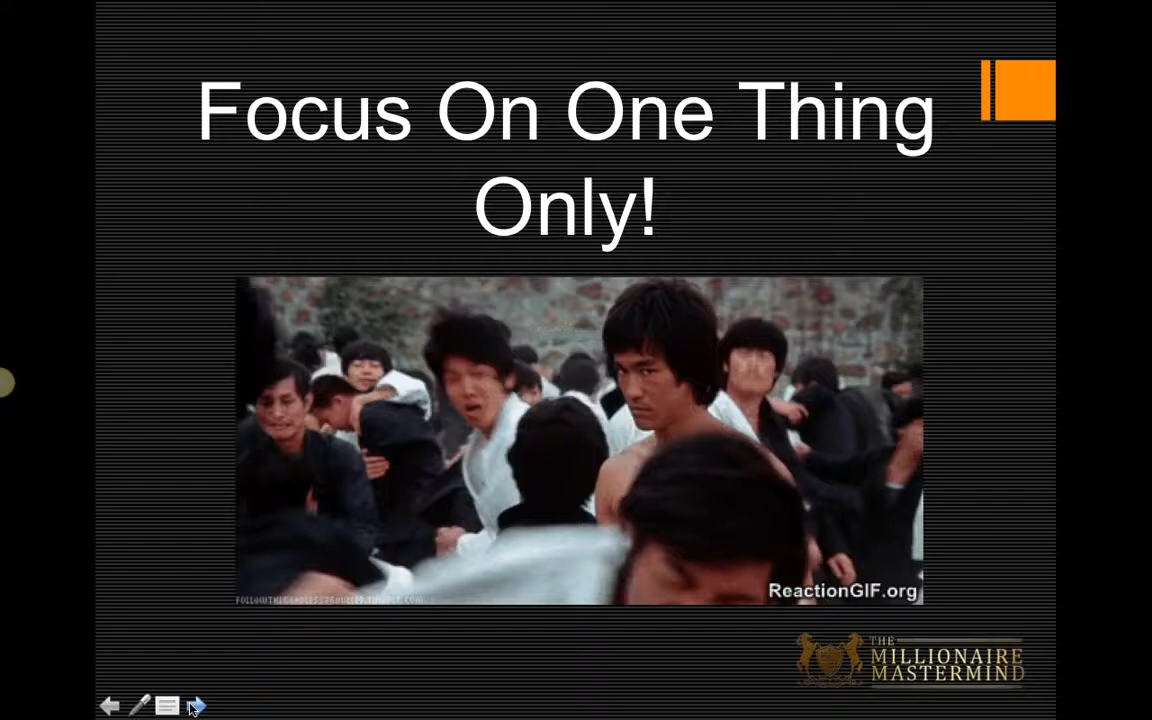 Focus On One Thing
Only!
ReactionGIF.org
THE
MILLIONAIRE
MASTERMIND